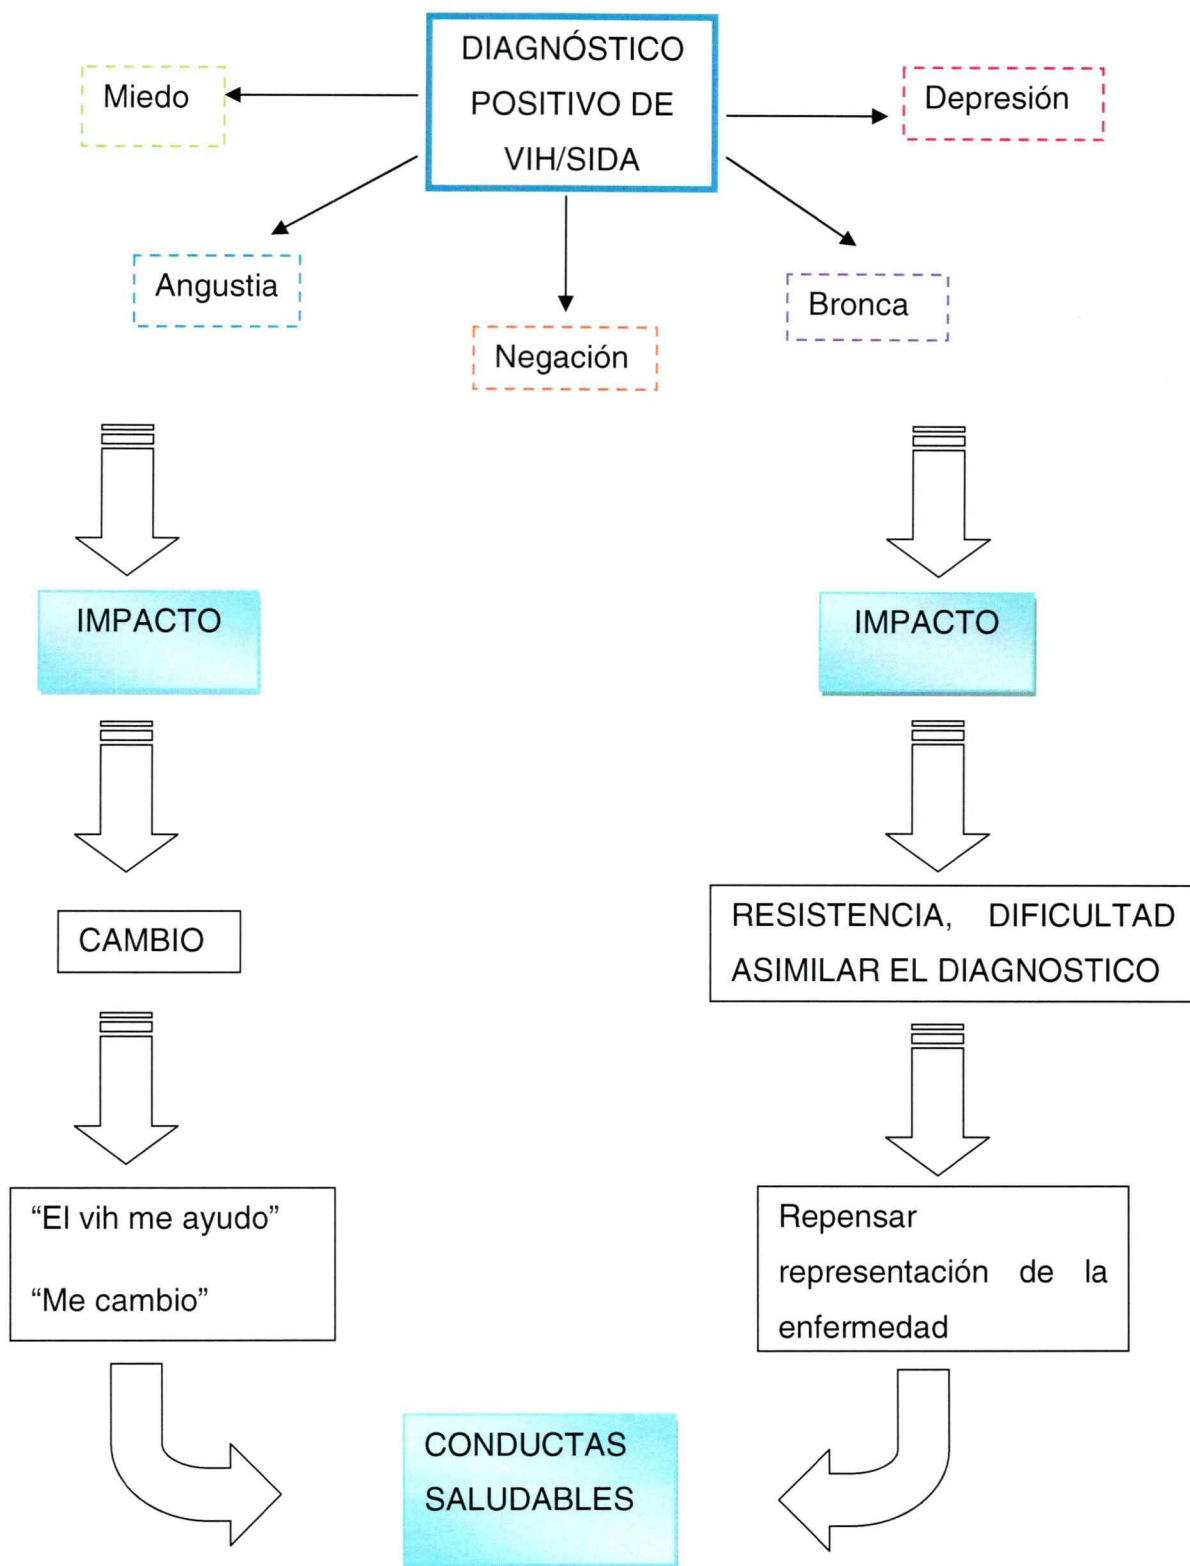 DIAGNÓSTICO
POSITIVO DE
VIH/SIDA
Miedo
Depresión
Angustia
Bronca
Negación
IMPACTO
IMPACTO
CAMBIO
RESISTENCIA, DIFICULTAD
ASIMILAR EL DIAGNOSTICO
“El vih me ayudo”
“Me cambio”
Repensar
representación de la
enfermedad
CONDUCTAS
SALUDABLES